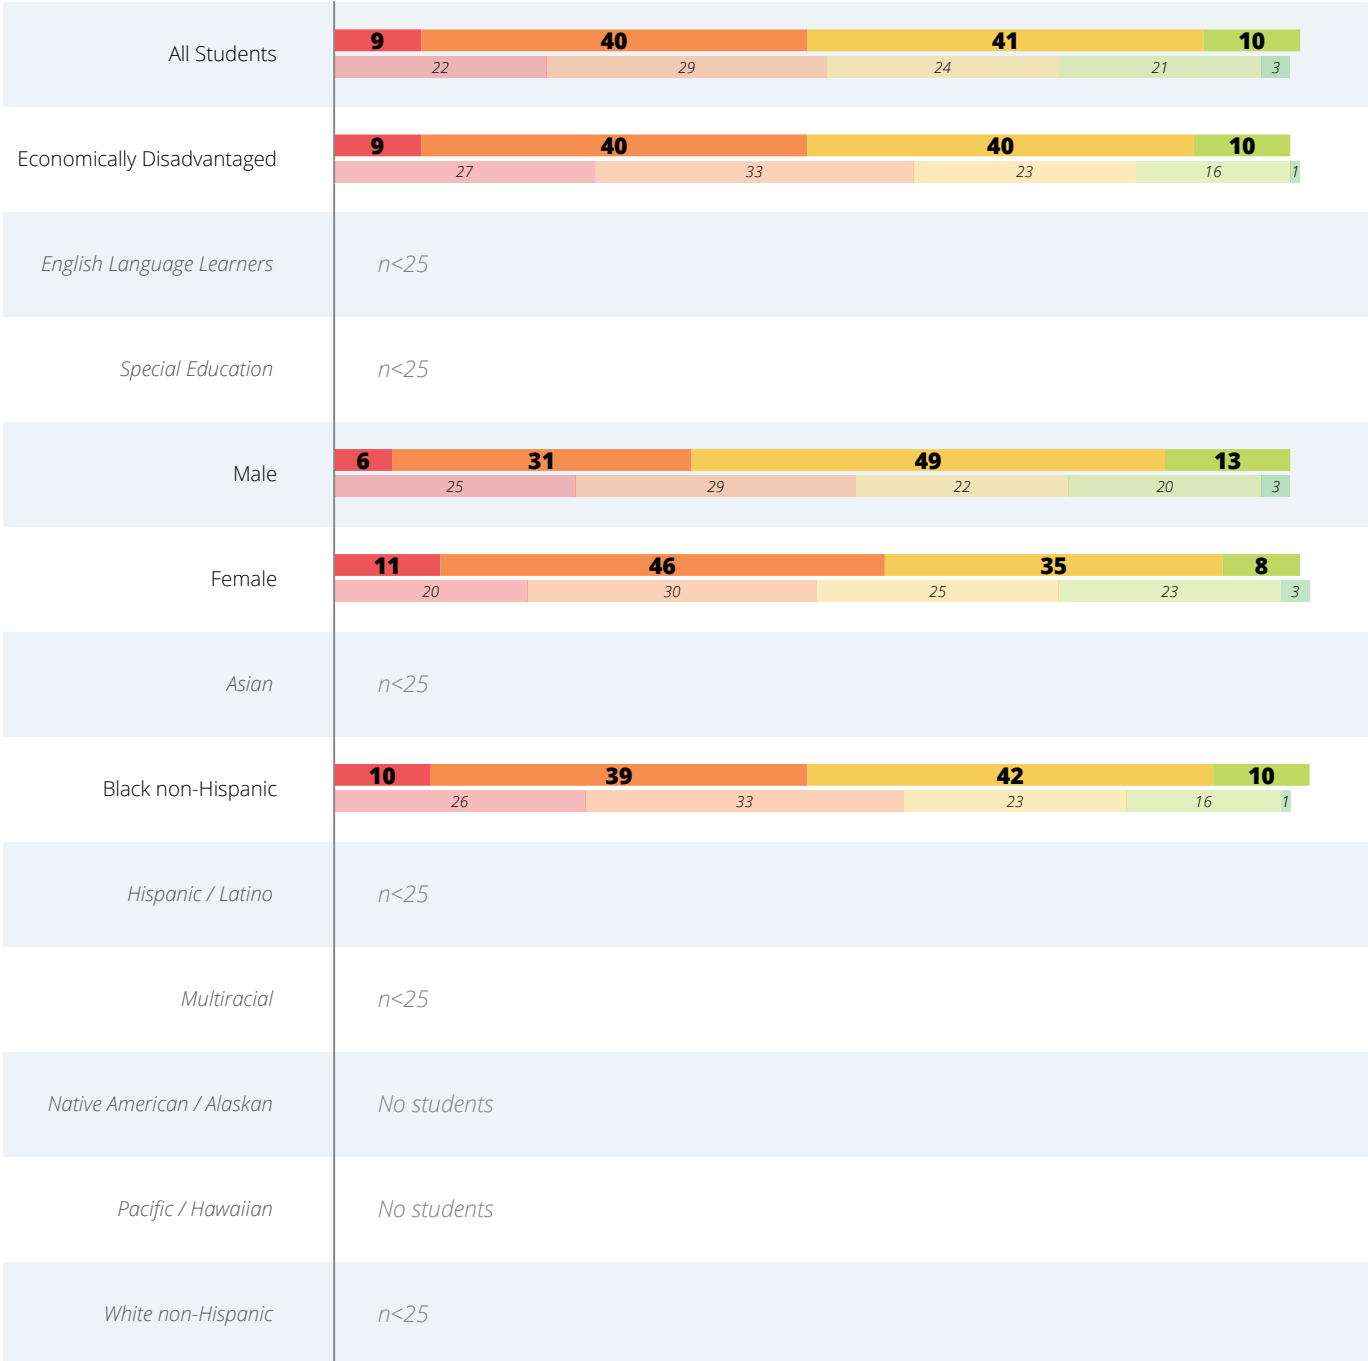 All Students
9 40 41 10
22 29 24 21 3
Economically Disadvantaged
9 40 40 10
27 33 23 16 1
English Language Learners n<25
Special Education n<25
Male
6 31 49 13
25 29 22 20 3
Female
11 46 35 8
20 30 25 23 3
Asian n<25
Black non-Hispanic
10 39 42 10
26 33 23 16 1
Hispanic / Latino n<25
Multiracial n<25
Native American / Alaskan No students
Pacific / Hawaiian No students
White non-Hispanic n<25